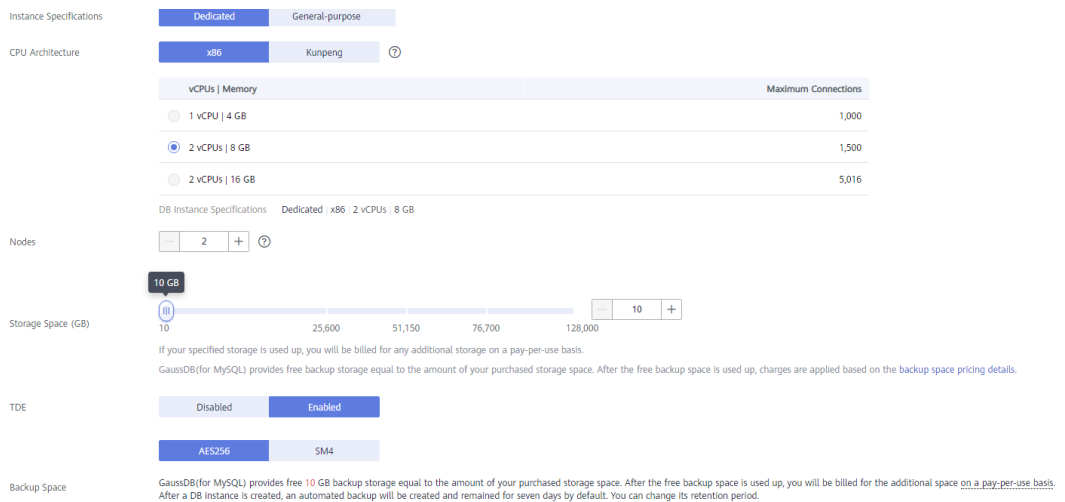 Instance Specifications Dedicated General-purpose
CPU Architecture x86 Kunpeng ?
vCPUs | Memory Maximum Connections
1 vCPU | 4 GB 1,000
2 vCPUs | 8 GB 1,500
2 vCPUs | 16 GB 5,016
DB Instance Specifications Dedicated | x86 | 2 vCPUs | 8 GB
Nodes − 2 + ?
10 GB
Storage Space (GB) − 10 +
10 25,600 51,150 76,700 128,000
If your specified storage is used up, you will be billed for any additional storage on a pay-per-use basis.
GaussDB(for MySQL) provides free backup storage equal to the amount of your purchased storage space. After the free backup space is used up, charges are applied based on the backup space pricing details.
TDE Disabled Enabled
AES256 SM4
Backup Space GaussDB(for MySQL) provides free 10 GB backup storage equal to the amount of your purchased storage space. After the free backup space is used up, you will be billed for the additional space on a pay-per-use basis.
After a DB instance is created, an automated backup will be created and remained for seven days by default. You can change its retention period.